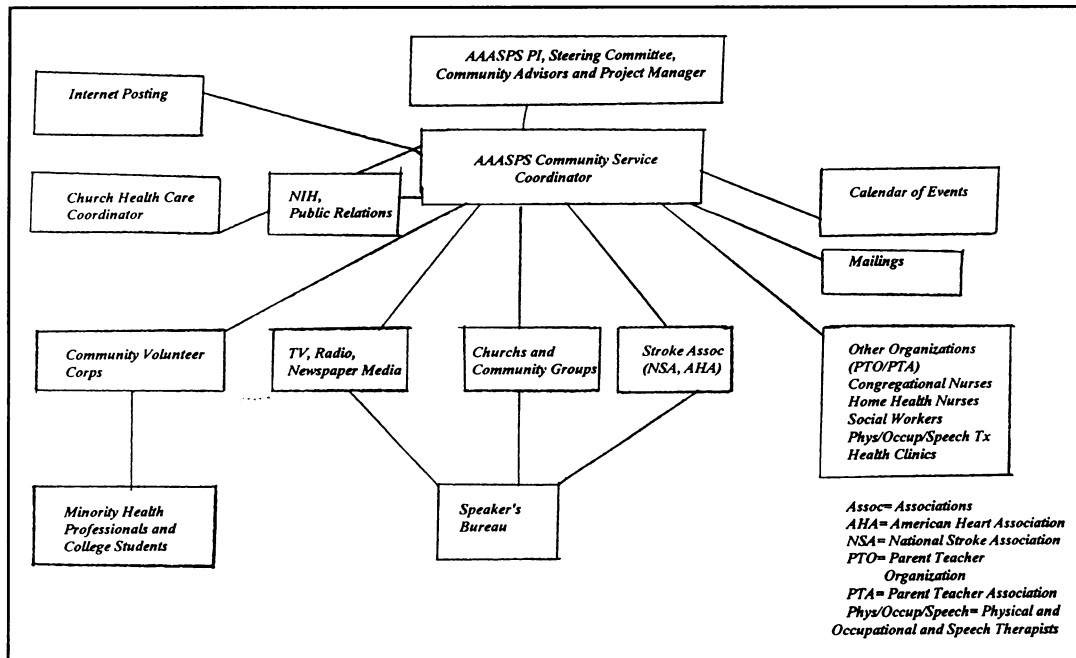 AAASPS PI, Steering Committee,
Community Advisors and Project Manager
Internet Posting
AAASPS Community Service
Coordinator
Church Health Care
Coordinator
NIH,
Public Relations
Calendar of Events
Mailings
Community Volunteer
Corps
TV, Radio,
Newspaper Media
Churchs and
Community Groups
Stroke Assoc
(NSA, AHA)
Other Organizations
(PTO/PTA)
Congregational Nurses
Home Health Nurses
Social Workers
Phys/Occup/Speech Tx
Health Clinics
Minority Health
Professionals and
College Students
Speaker's
Bureau
Assoc= Associations
AHA= American Heart Association
NSA= National Stroke Association
PTO= Parent Teacher
Organization
PTA= Parent Teacher Association
Phys/Occup/Speech= Physical and
Occupational and Speech Therapists